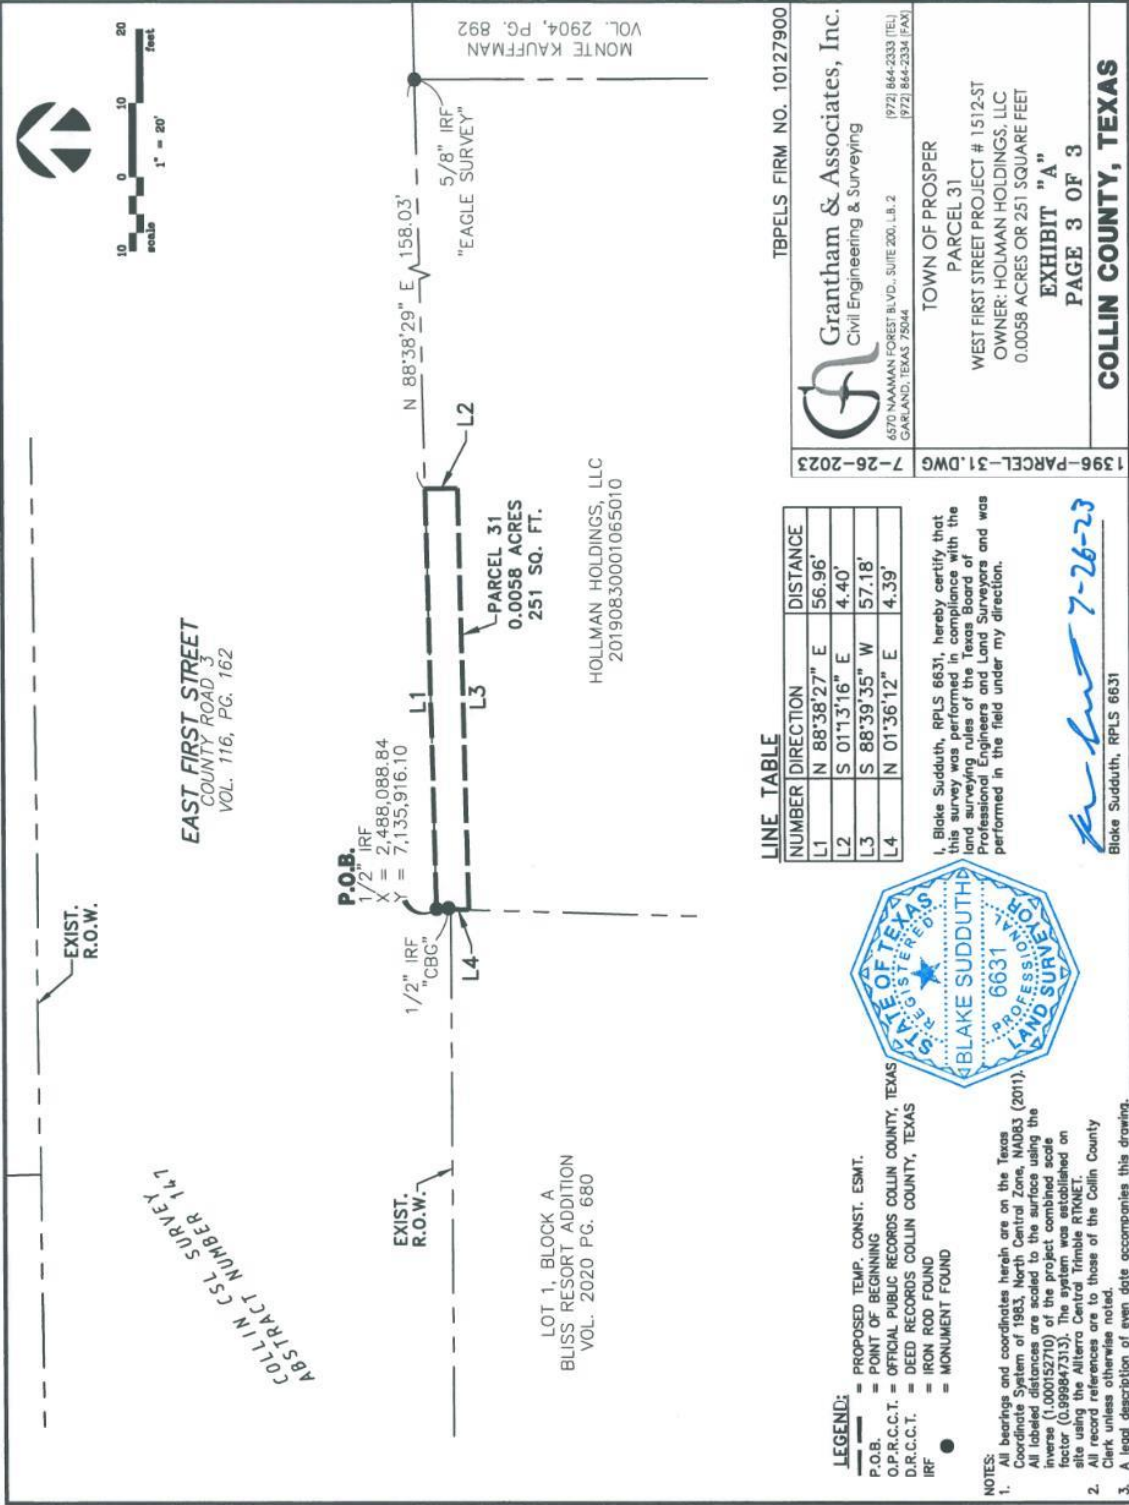 10 0 10 20
scale 1" = 20' feet
EXIST.
R.O.W.
COLLIN CSL SURVEY
ABSTRACT NUMBER 147
EAST FIRST STREET
COUNTY ROAD 3
VOL. 116, PG. 162
P.O.B.
1/2" IRF
X = 2,488,088.84
Y = 7,135,916.10
1/2" IRF
"CBG"
L4
L1
L3
L2
N 88°38'29" E 158.03'
5/8" IRF
"EAGLE SURVEY"
MONTE KAUFFMAN
VOL. 2904, PG. 892
EXIST.
R.O.W.
PARCEL 31
0.0058 ACRES
251 SQ. FT.
LOT 1, BLOCK A
BLISS RESORT ADDITION
VOL. 2020 PG. 680
HOLLMAN HOLDINGS, LLC
20190830001065010
LEGEND:
= PROPOSED TEMP. CONST. ESMT.
P.O.B. = POINT OF BEGINNING
O.P.R.C.C.T. = OFFICIAL PUBLIC RECORDS COLLIN COUNTY, TEXAS
D.R.C.C.T. = DEED RECORDS COLLIN COUNTY, TEXAS
IRF = IRON ROD FOUND
= MONUMENT FOUND
NOTES:
1. All bearings and coordinates herein are on the Texas
Coordinate System of 1983, North Central Zone, NAD83 (2011).
All labeled distances are scaled to the surface using the
inverse (1.000152710) of the project combined scale
factor (0.999847313). The system was established on
site using the Allterra Central Trimble RTKNET.
2. All record references are to those of the Collin County
Clerk unless otherwise noted.
3. A legal description of even date accompanies this drawing.
LINE TABLE
NUMBER DIRECTION DISTANCE
L1 N 88°38'27" E 56.96'
L2 S 01°13'16" E 4.40'
L3 S 88°39'35" W 57.18'
L4 N 01°36'12" E 4.39'
STATE OF TEXAS
REGISTERED
BLAKE SUDDUTH
6631
PROFESSIONAL
LAND SURVEYOR
I, Blake Sudduth, RPLS 6631, hereby certify that
this survey was performed in compliance with the
land surveying rules of the Texas Board of
Professional Engineers and Land Surveyors and was
performed in the field under my direction.
7-26-23
Blake Sudduth, RPLS 6631
TBPELS FIRM NO. 10127900
Grantham & Associates, Inc.
Civil Engineering & Surveying
6570 NAAMAN FOREST BLVD., SUITE 200, L.B. 2 (972) 864-2333 (TEL)
GARLAND, TEXAS 75044 (972) 864-2334 (FAX)
7-26-2023
1396-PARCEL-31.DWG
TOWN OF PROSPER
PARCEL 31
WEST FIRST STREET PROJECT # 1512-ST
OWNER: HOLMAN HOLDINGS, LLC
0.0058 ACRES OR 251 SQUARE FEET
EXHIBIT "A"
PAGE 3 OF 3
COLLIN COUNTY, TEXAS